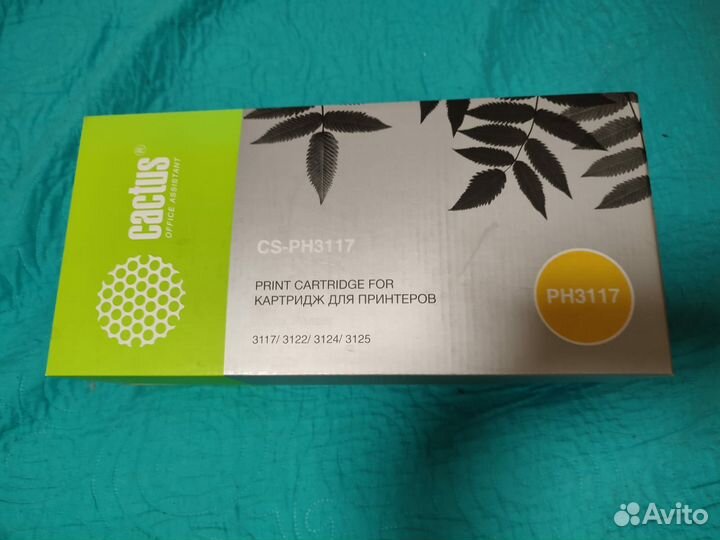 cactus®
OFFICE ASSISTANT
CS-PH3117
PRINT CARTRIDGE FOR
КАРТРИДЖ ДЛЯ ПРИНТЕРОВ
3117/ 3122/ 3124/ 3125
PH3117
Avito